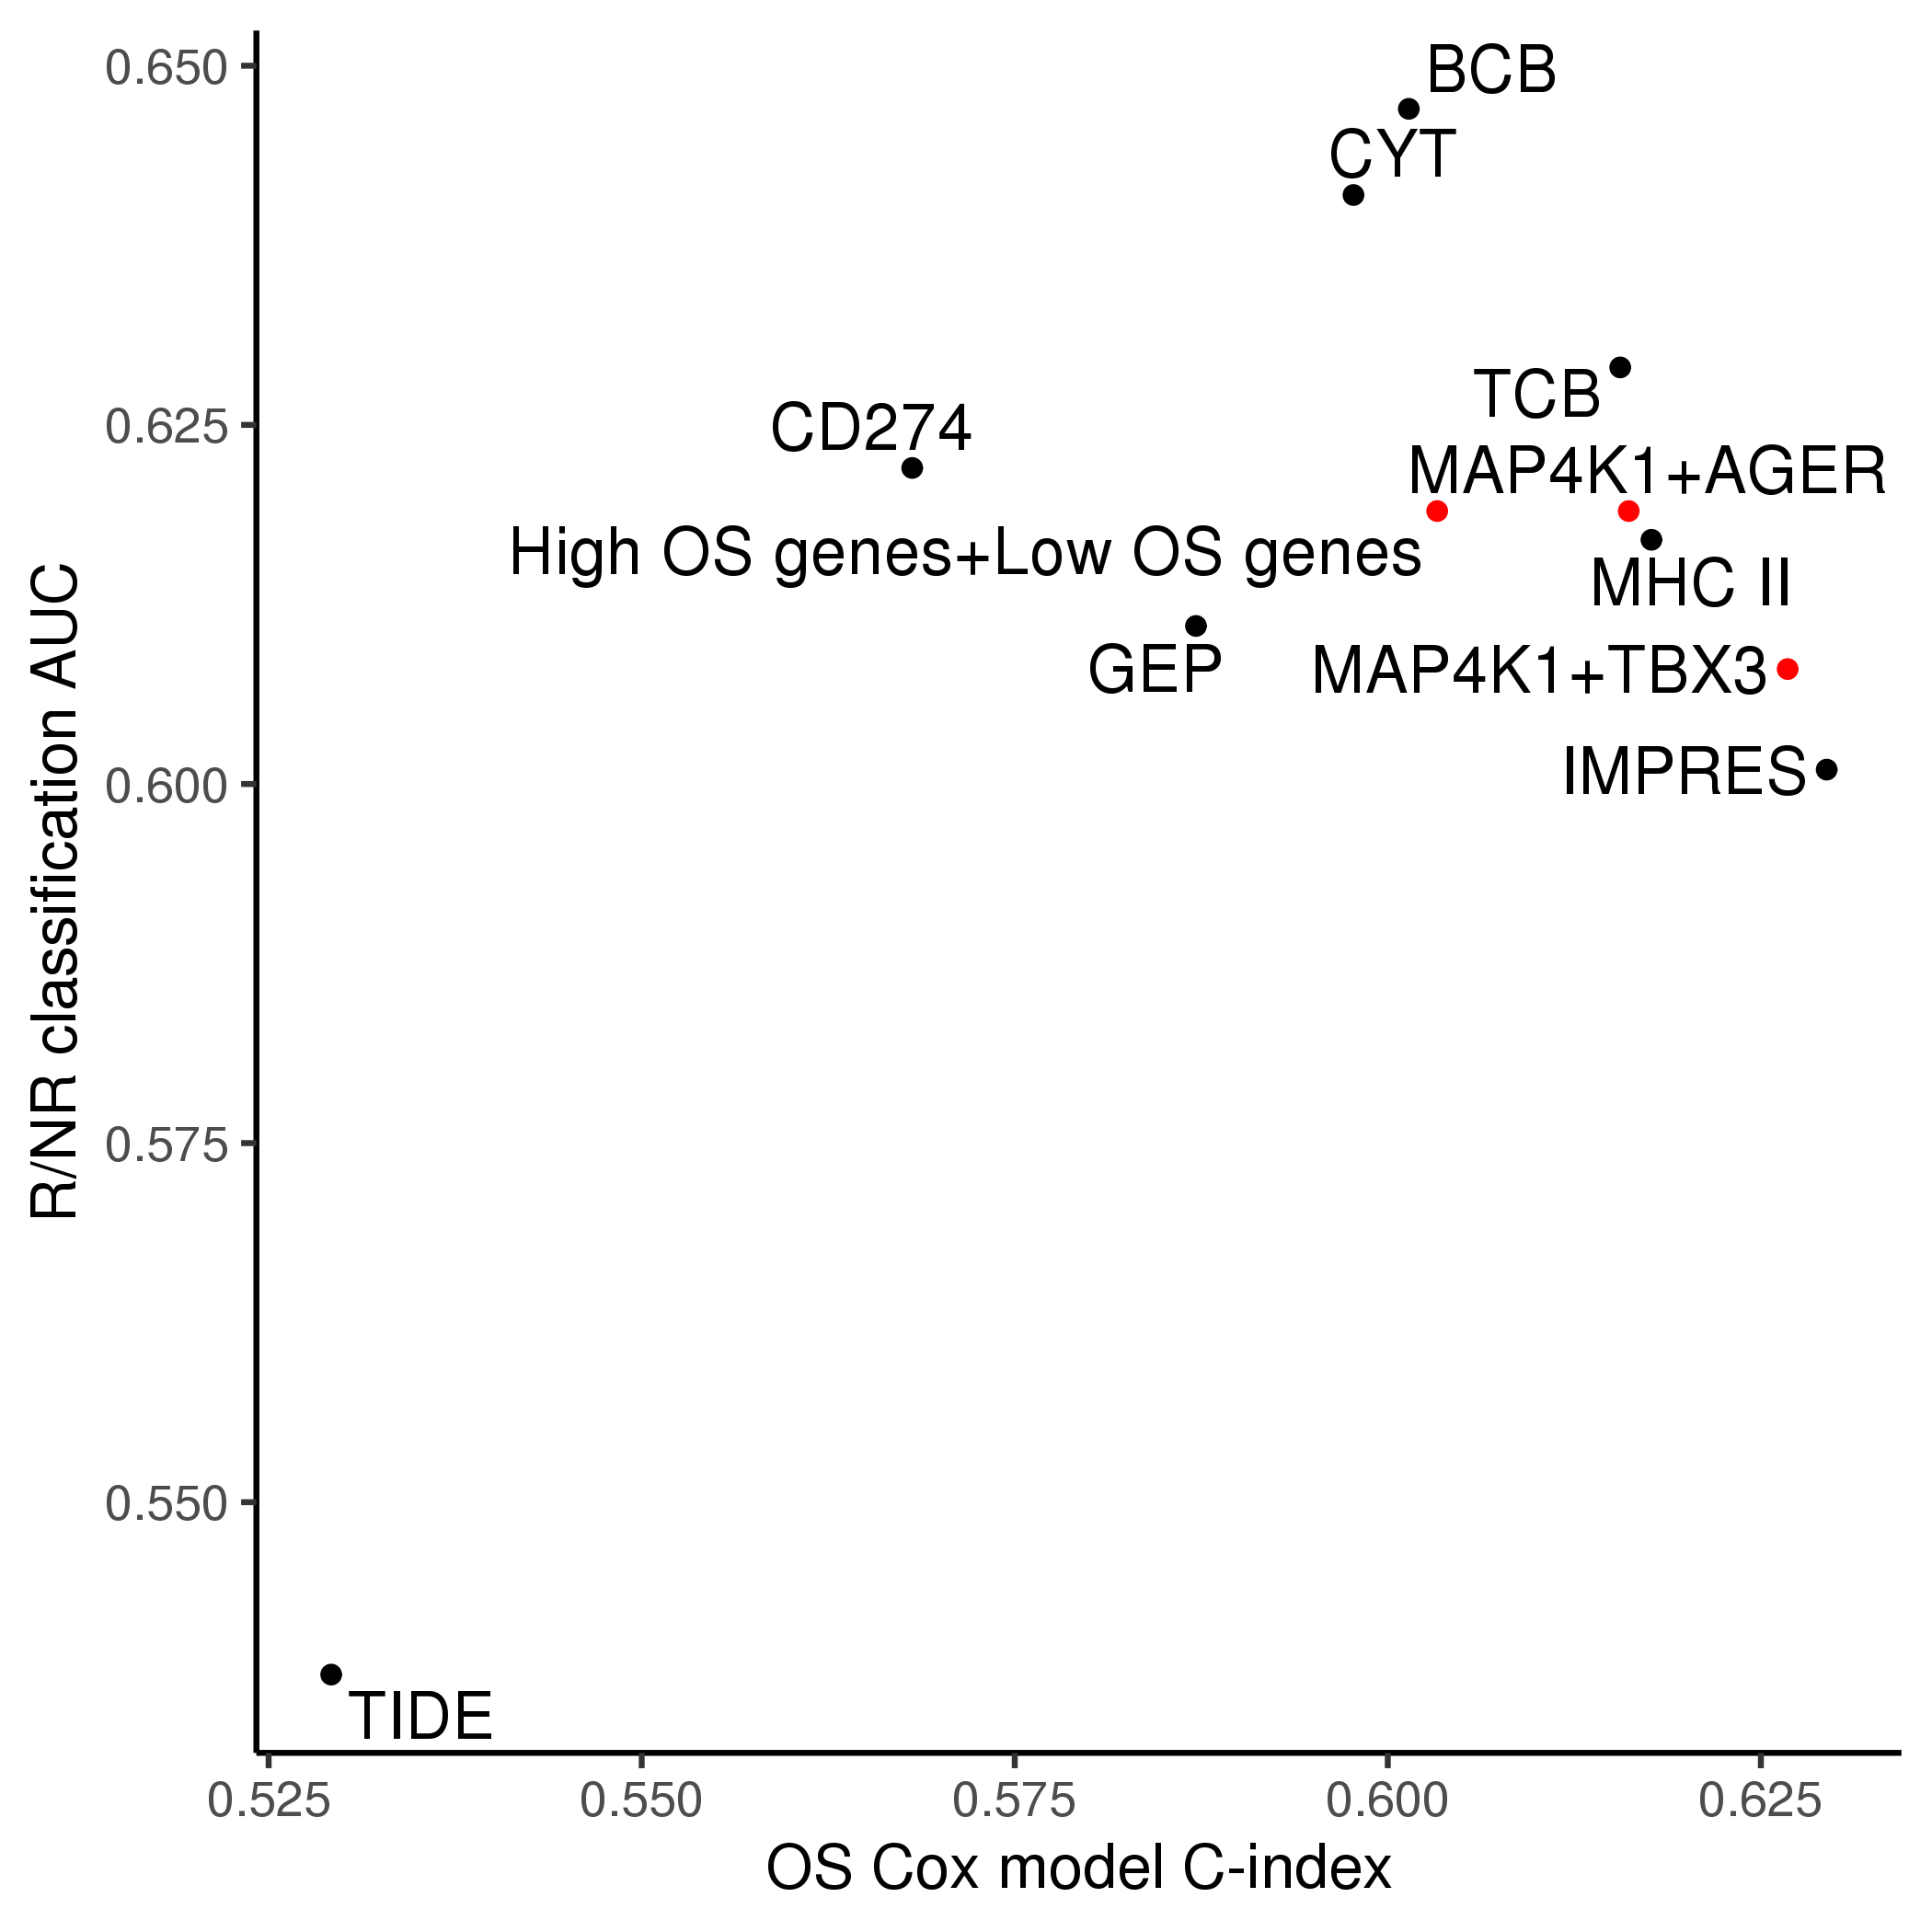 0.650
BCB
CYT
TCB
0.625
CD274
MAP4K1+AGER
High OS genes+Low OS genes
MHC II
GEP
MAP4K1+TBX3
IMPRES
0.600
R/NR classification AUC
0.575
0.550
TIDE
0.525 0.550 0.575 0.600 0.625
OS Cox model C-index